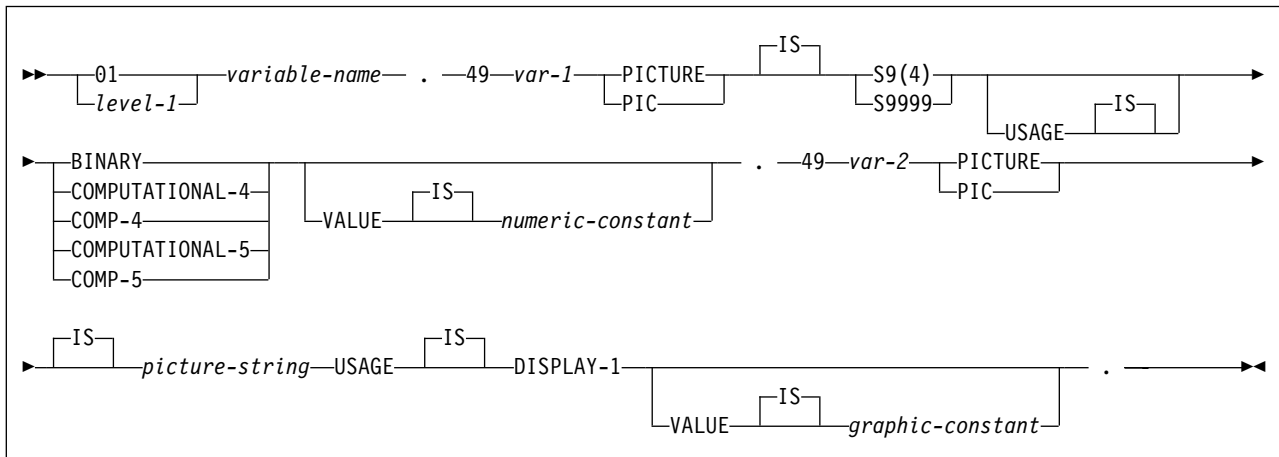 IS
01 variable-name . 49 var-1 PICTURE S9(4)
level-1 PIC S9999 IS
USAGE
BINARY . 49 var-2 PICTURE
COMPUTATIONAL-4 IS PIC
COMP-4 VALUE numeric-constant
COMPUTATIONAL-5
COMP-5
IS IS
picture-string USAGE DISPLAY-1 .
IS
VALUE graphic-constant